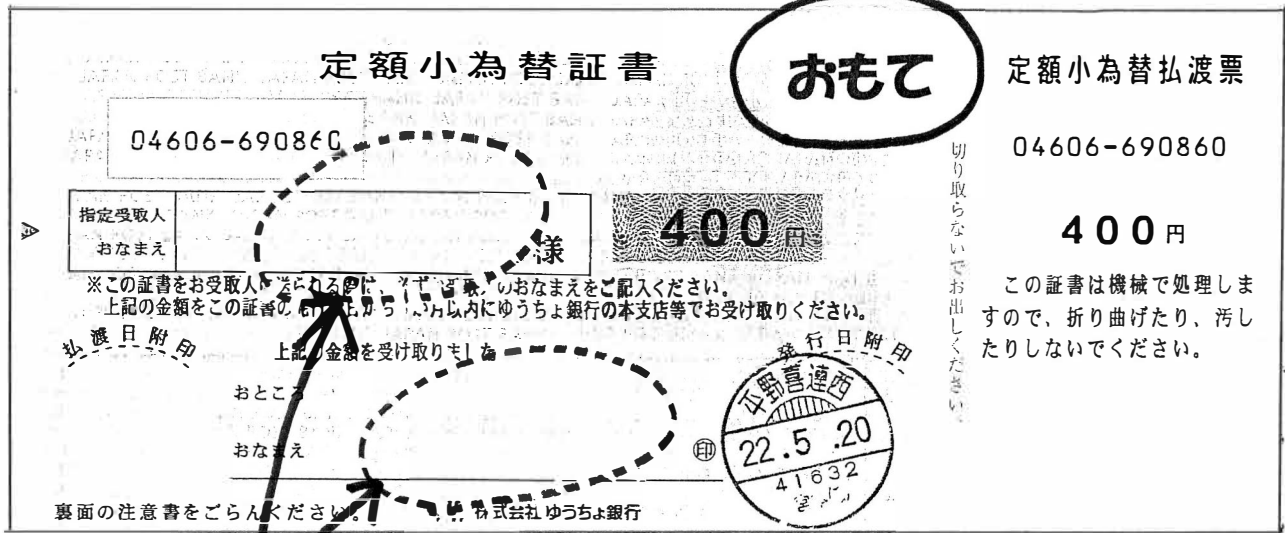 定額小為替証書
おもて
定額小為替払渡票
04606-690860
04606-690860
指定受取人
おなまえ
様
400円
400円
※この証書をお受取人 おなまえをご記入ください。
上記の金額をこの証書の 以内にゆうちょ銀行の本支店等でお受け取りください。
この証書は機械で処理しま
すので、折り曲げたり、汚し
たりしないでください。
切り取らないでお出しください。
払渡日附印
上記の金額を受け取りました
発行日附印
おところ
おなまえ
印
平野喜連西
22.5.20
41632
裏面の注意書をごらんください。
株式会社ゆうちょ銀行